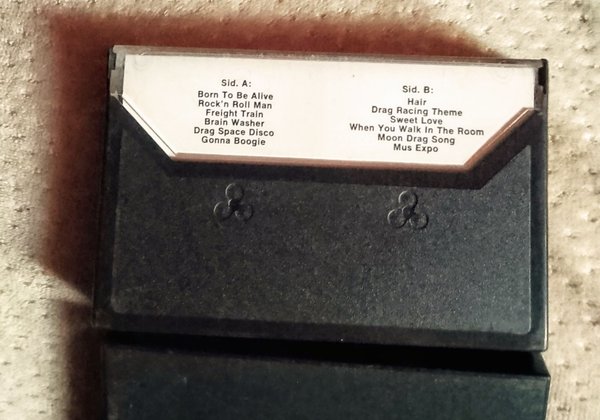 Sid. A:
Born To Be Alive
Rock'n Roll Man
Freight Train
Brain Washer
Drag Space Disco
Gonna Boogie
Sid. B:
Hair
Drag Racing Theme
Sweet Love
When You Walk In The Room
Moon Drag Song
Mus Expo